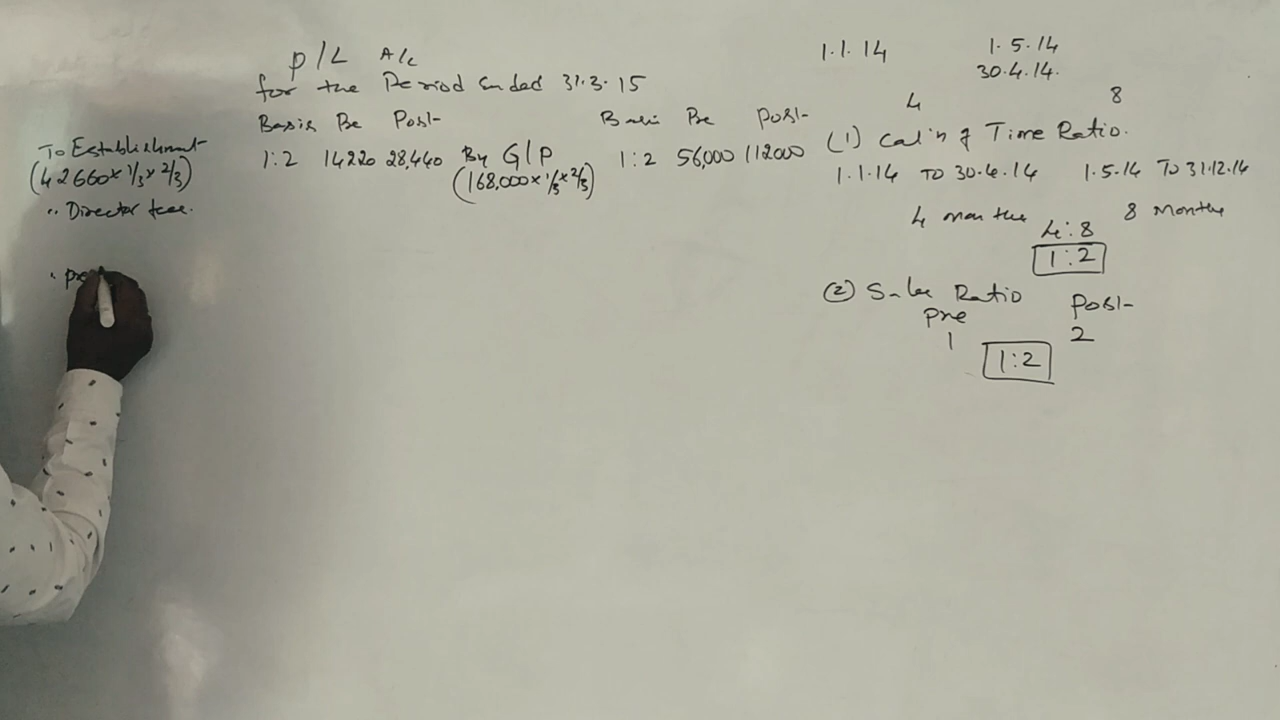 P/L A/c
for the Period Ended 31.3.15
Basis Pre Post-
To Establishment
(42660x 1/3 x 2/3)
1:2 14220 28,440
" Director fees.
" pre
Basis Pre Post-
By G/P
(168,000x 1/3 x 2/3)
1:2 56,000 112000
1.1.14 1.5.14
30.4.14.
4 8
(1) Cal'n of Time Ratio.
1.1.14 TO 30.4.14 1.5.14 To 31.12.14
4 months 8 Months
4:8
1:2
(2) Sales Ratio
Pre Post-
1 2
1:2